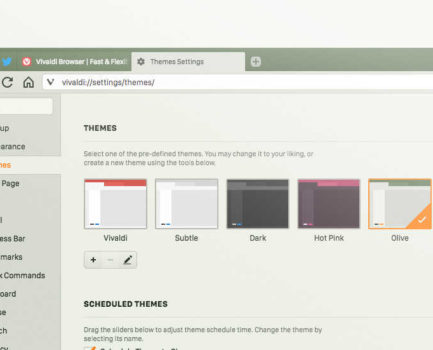 Vivaldi Browser | Fast & Flexi
Themes Settings
vivaldi://settings/themes/
up
earance
mes
Page
l
ess Bar
marks
k Commands
board
se
ch
cy
THEMES
Select one of the pre-defined themes. You may change it to your liking, or
create a new theme using the tools below.
Vivaldi
Subtle
Dark
Hot Pink
Olive
SCHEDULED THEMES
Drag the sliders below to adjust theme schedule time. Change the theme by
selecting its name.